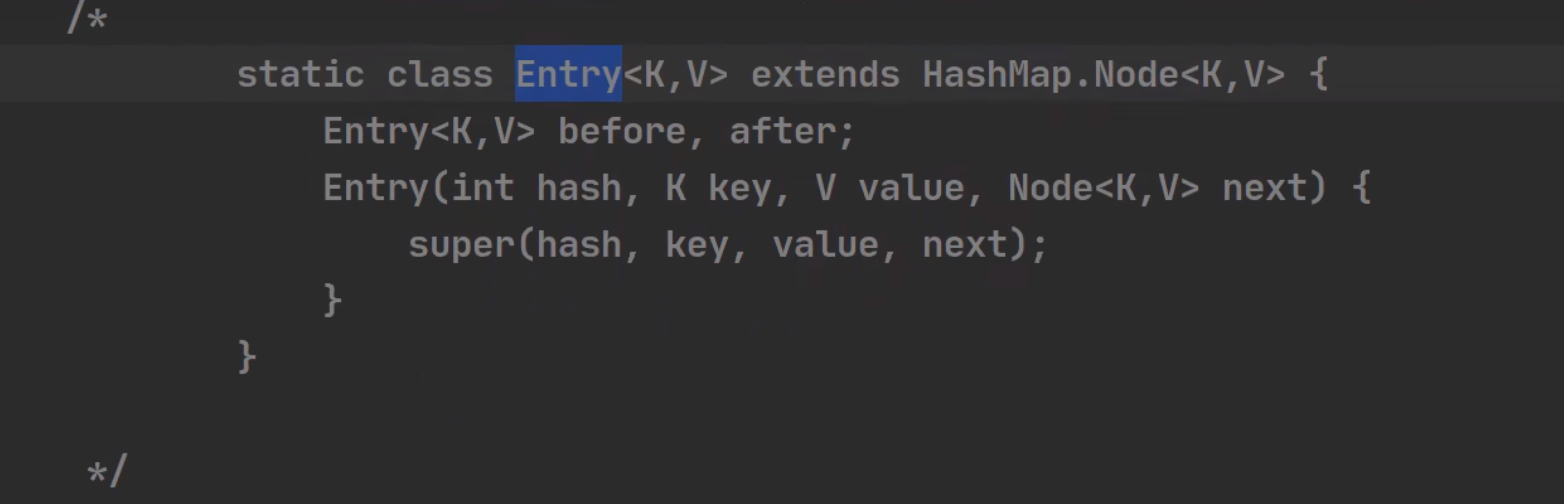 /*
static class Entry<K,V> extends HashMap.Node<K,V> {
Entry<K,V> before, after;
Entry(int hash, K key, V value, Node<K,V> next) {
super(hash, key, value, next);
}
}
*/